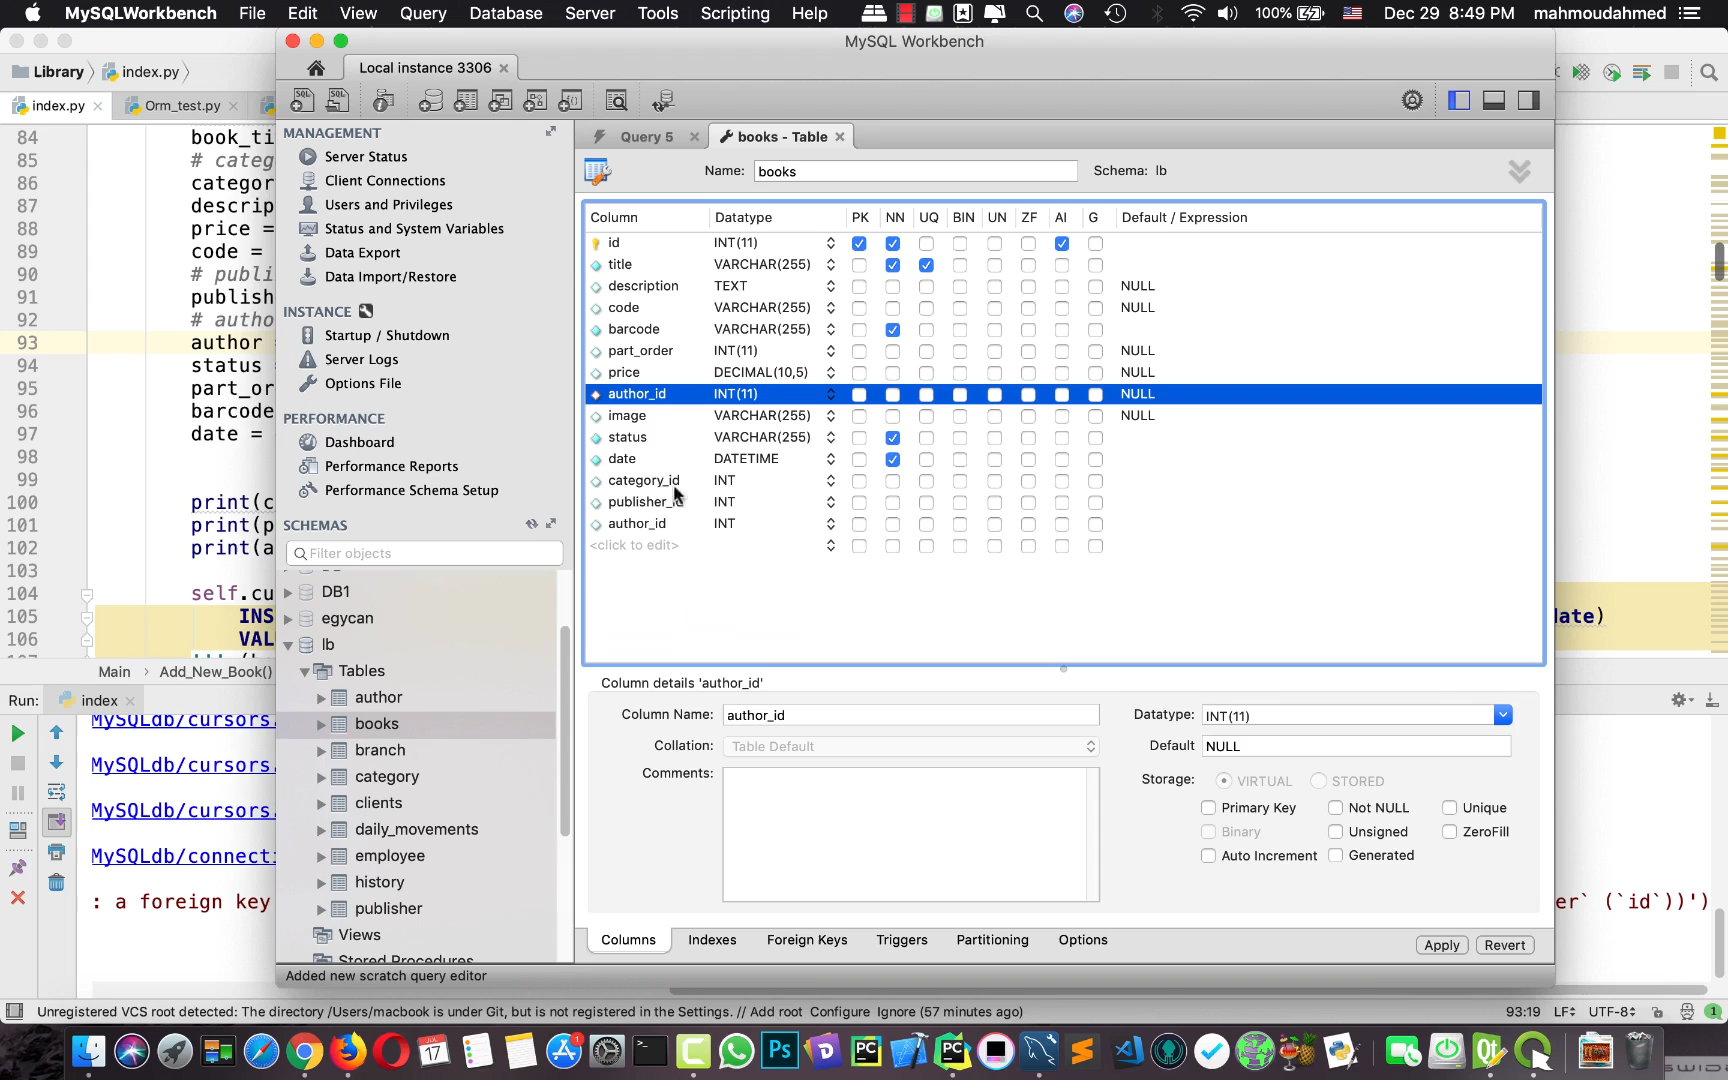 MySQLWorkbench File Edit View Query Database Server Tools Scripting Help 100% Dec 29 8:49 PM mahmoudahmed
MySQL Workbench
Library index.py
Local instance 3306
index.py Orm_test.py
MANAGEMENT
Server Status
Client Connections
Users and Privileges
Status and System Variables
Data Export
Data Import/Restore
INSTANCE
Startup / Shutdown
Server Logs
Options File
PERFORMANCE
Dashboard
Performance Reports
Performance Schema Setup
SCHEMAS
Filter objects
DB1
egycan
lb
Tables
author
books
branch
category
clients
daily_movements
employee
history
publisher
Views
Stored Procedures
Added new scratch query editor
Query 5 books - Table
Name: books Schema: lb
Column Datatype PK NN UQ BIN UN ZF AI G Default / Expression
id INT(11)
title VARCHAR(255)
description TEXT NULL
code VARCHAR(255) NULL
barcode VARCHAR(255)
part_order INT(11) NULL
price DECIMAL(10,5) NULL
author_id INT(11) NULL
image VARCHAR(255) NULL
status VARCHAR(255)
date DATETIME
category_id INT
publisher_id INT
author_id INT
<click to edit>
Column details 'author_id'
Column Name: author_id Datatype: INT(11)
Collation: Table Default Default NULL
Comments: Storage: VIRTUAL STORED
Primary Key Not NULL Unique
Binary Unsigned ZeroFill
Auto Increment Generated
Columns Indexes Foreign Keys Triggers Partitioning Options Apply Revert
84 book_ti
85 # categ
86 categor
87 descrip
88 price =
89 code =
90 # publi
91 publish
92 # autho
93 author =
94 status =
95 part_or
96 barcode
97 date =
98
99
100 print(c
101 print(p
102 print(a
103
104 self.cu
105 INS date)
106 VAL
Main Add_New_Book()
Run: index
MySQLdb/cursors.
MySQLdb/cursors.
MySQLdb/cursors.
MySQLdb/connecti
: a foreign key er` (`id`))')
Unregistered VCS root detected: The directory /Users/macbook is under Git, but is not registered in the Settings. // Add root Configure Ignore (57 minutes ago) 93:19 LF UTF-8